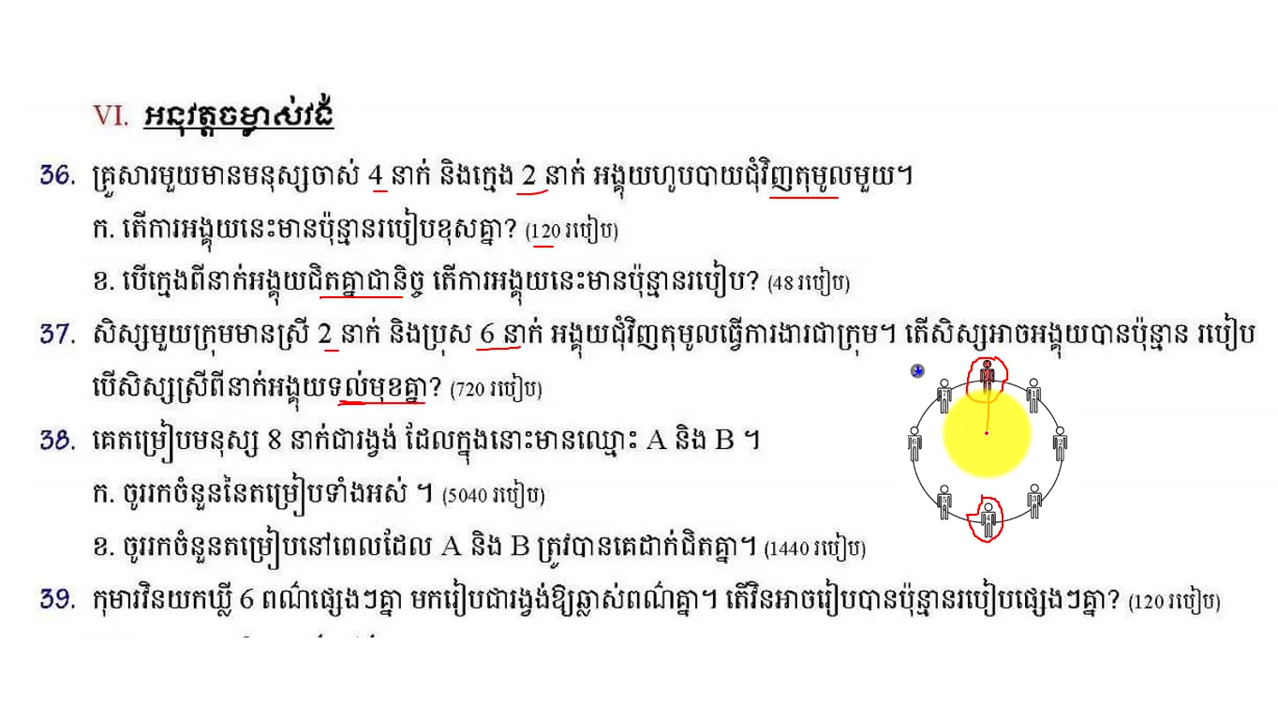 VI. អនុវត្តចម្លាស់វង់
36. គ្រួសារមួយមានមនុស្សចាស់ 4 នាក់ និងក្មេង 2 នាក់ អង្គុយហូបបាយជុំវិញតុមូលមួយ។
ក. តើការអង្គុយនេះមានប៉ុន្មានរបៀបខុសគ្នា? (120 របៀប)
ខ. បើក្មេងពីនាក់អង្គុយជិតគ្នាជានិច្ច តើការអង្គុយនេះមានប៉ុន្មានរបៀប? (48 របៀប)
37. សិស្សមួយក្រុមមានស្រី 2 នាក់ និងប្រុស 6 នាក់ អង្គុយជុំវិញតុមូលធ្វើការងារជាក្រុម។ តើសិស្សអាចអង្គុយបានប៉ុន្មាន របៀប
បើសិស្សស្រីពីនាក់អង្គុយទល់មុខគ្នា? (720 របៀប)
38. គេតម្រៀបមនុស្ស 8 នាក់ជារង្វង់ ដែលក្នុងនោះមានឈ្មោះ A និង B ។
ក. ចូររកចំនួននៃតម្រៀបទាំងអស់ ។ (5040 របៀប)
ខ. ចូររកចំនួនតម្រៀបនៅពេលដែល A និង B ត្រូវបានគេដាក់ជិតគ្នា។ (1440 របៀប)
39. កុមារវិនយកឃ្លី 6 ពណ៌ផ្សេងៗគ្នា មករៀបជារង្វង់ឱ្យឆ្លាស់ពណ៌គ្នា។ តើវិនអាចរៀបបានប៉ុន្មានរបៀបផ្សេងៗគ្នា? (120 របៀប)